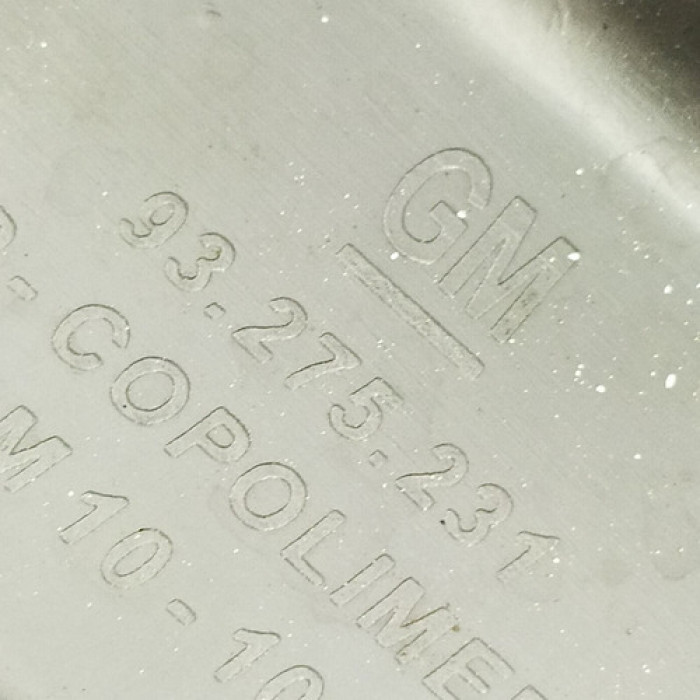 GM
93.275.231
P- COPOLIME
M 10-10